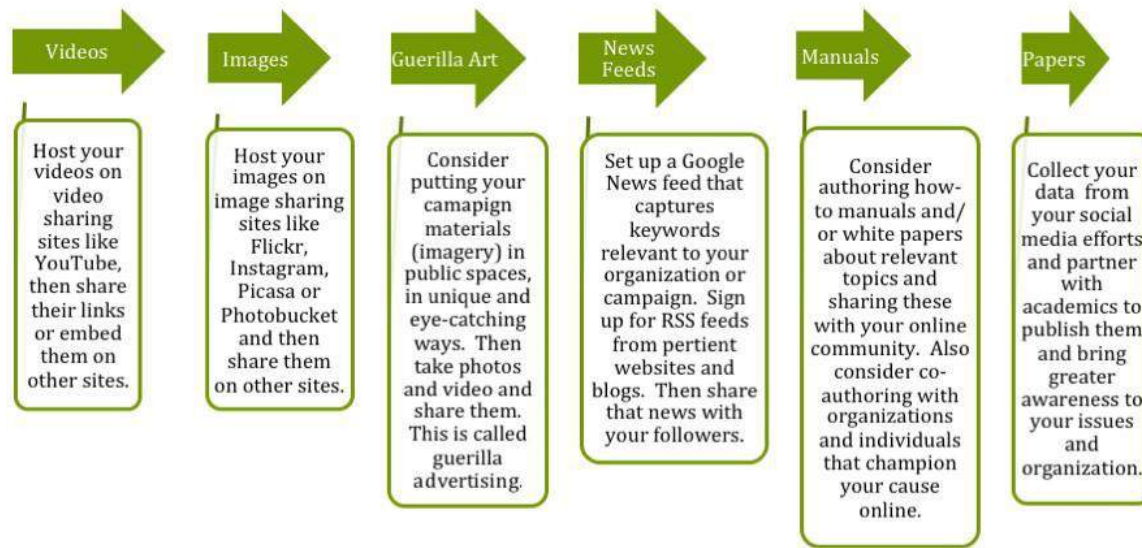 Videos
Host your
videos on
video
sharing
sites like
YouTube,
then share
their links
or embed
them on
other sites.
Images
Host your
images on
image sharing
sites like
Flickr,
Instagram,
Picasa or
Photobucket
and then
share them
on other sites.
Guerilla Art
Consider
putting your
camapign
materials
(imagery) in
public spaces,
in unique and
eye-catching
ways. Then
take photos
and video and
share them.
This is called
guerilla
advertising.
News
Feeds
Set up a Google
News feed that
captures
keywords
relevant to your
organization or
campaign. Sign
up for RSS feeds
from pertient
websites and
blogs. Then share
that news with
your followers.
Manuals
Consider
authoring how-
to manuals and/
or white papers
about relevant
topics and
sharing these
with your online
community. Also
consider co-
authoring with
organizations
and individuals
that champion
your cause
online.
Papers
Collect your
data from
your social
media efforts
and partner
with
academics to
publish them
and bring
greater
awareness to
your issues
and
organization.